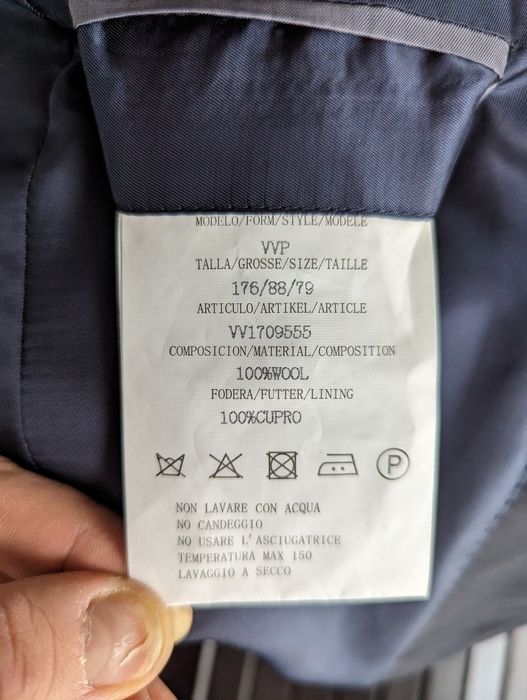 MODELO/FORM/STYLE/MODELE
VVP
TALLA/GROSSE/SIZE/TAILLE
176/88/79
ARTICULO/ARTIKEL/ARTICLE
VV1709555
COMPOSICION/MATERIAL/COMPOSITION
100%WOOL
FODERA/FUTTER/LINING
100%CUPRO
P
NON LAVARE CON ACQUA
NO CANDEGGIO
NO USARE L'ASCIUGATRICE
TEMPERATURA MAX 150
LAVAGGIO A SECCO